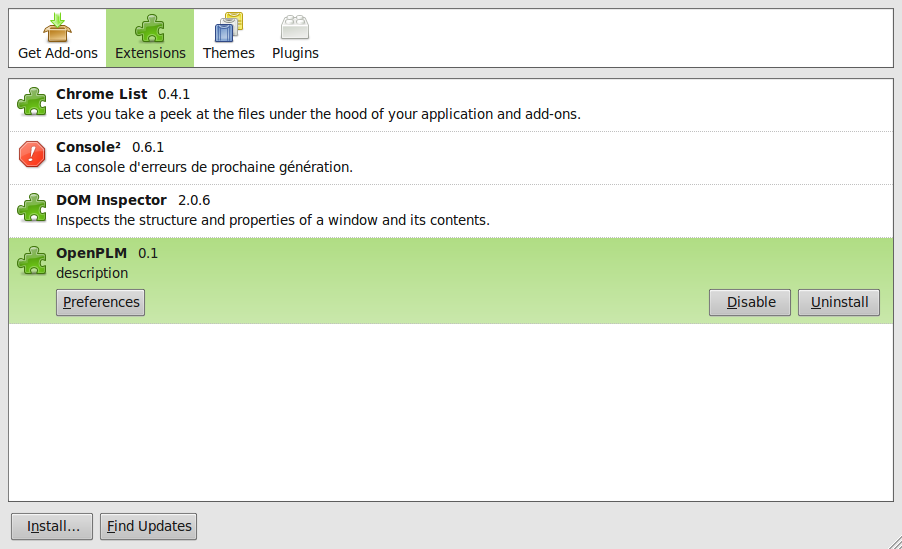 Get Add-ons Extensions Themes Plugins
Chrome List 0.4.1
Lets you take a peek at the files under the hood of your application and add-ons.
Console² 0.6.1
La console d'erreurs de prochaine génération.
DOM Inspector 2.0.6
Inspects the structure and properties of a window and its contents.
OpenPLM 0.1
description
Preferences Disable Uninstall
Install... Find Updates